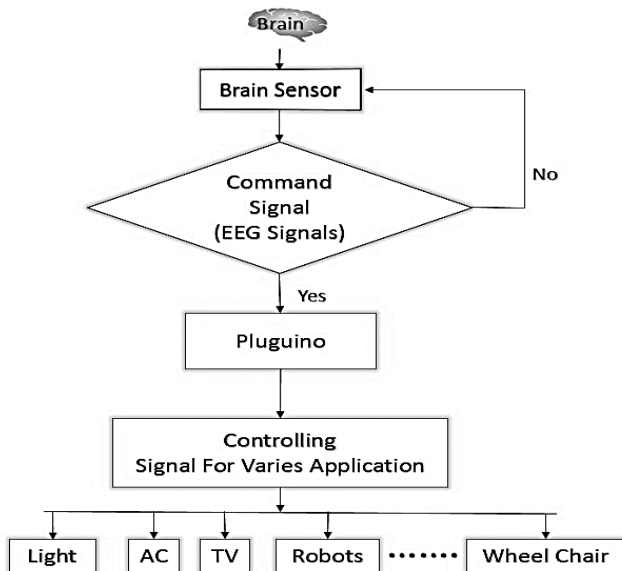 Brain
Brain Sensor
Command
Signal
(EEG Signals)
No
Yes
Pluguino
Controlling
Signal For Varies Application
Light AC TV Robots ....... Wheel Chair